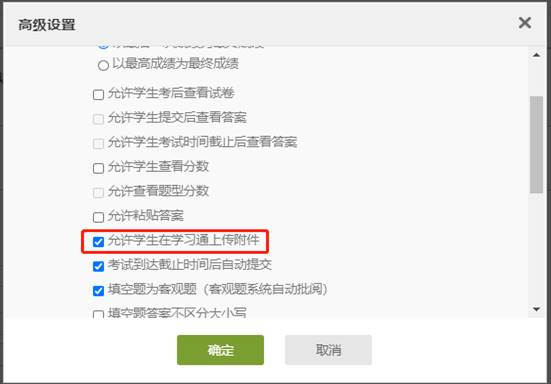 高级设置
以最高成绩为最终成绩
允许学生考后查看试卷
允许学生提交后查看答案
允许学生考试时间截止后查看答案
允许学生查看分数
允许查看题型分数
允许粘贴答案
允许学生在学习通上传附件
考试到达截止时间后自动提交
填空题为客观题（客观题系统自动批阅）
填空题答案不区分大小写
确定
取消